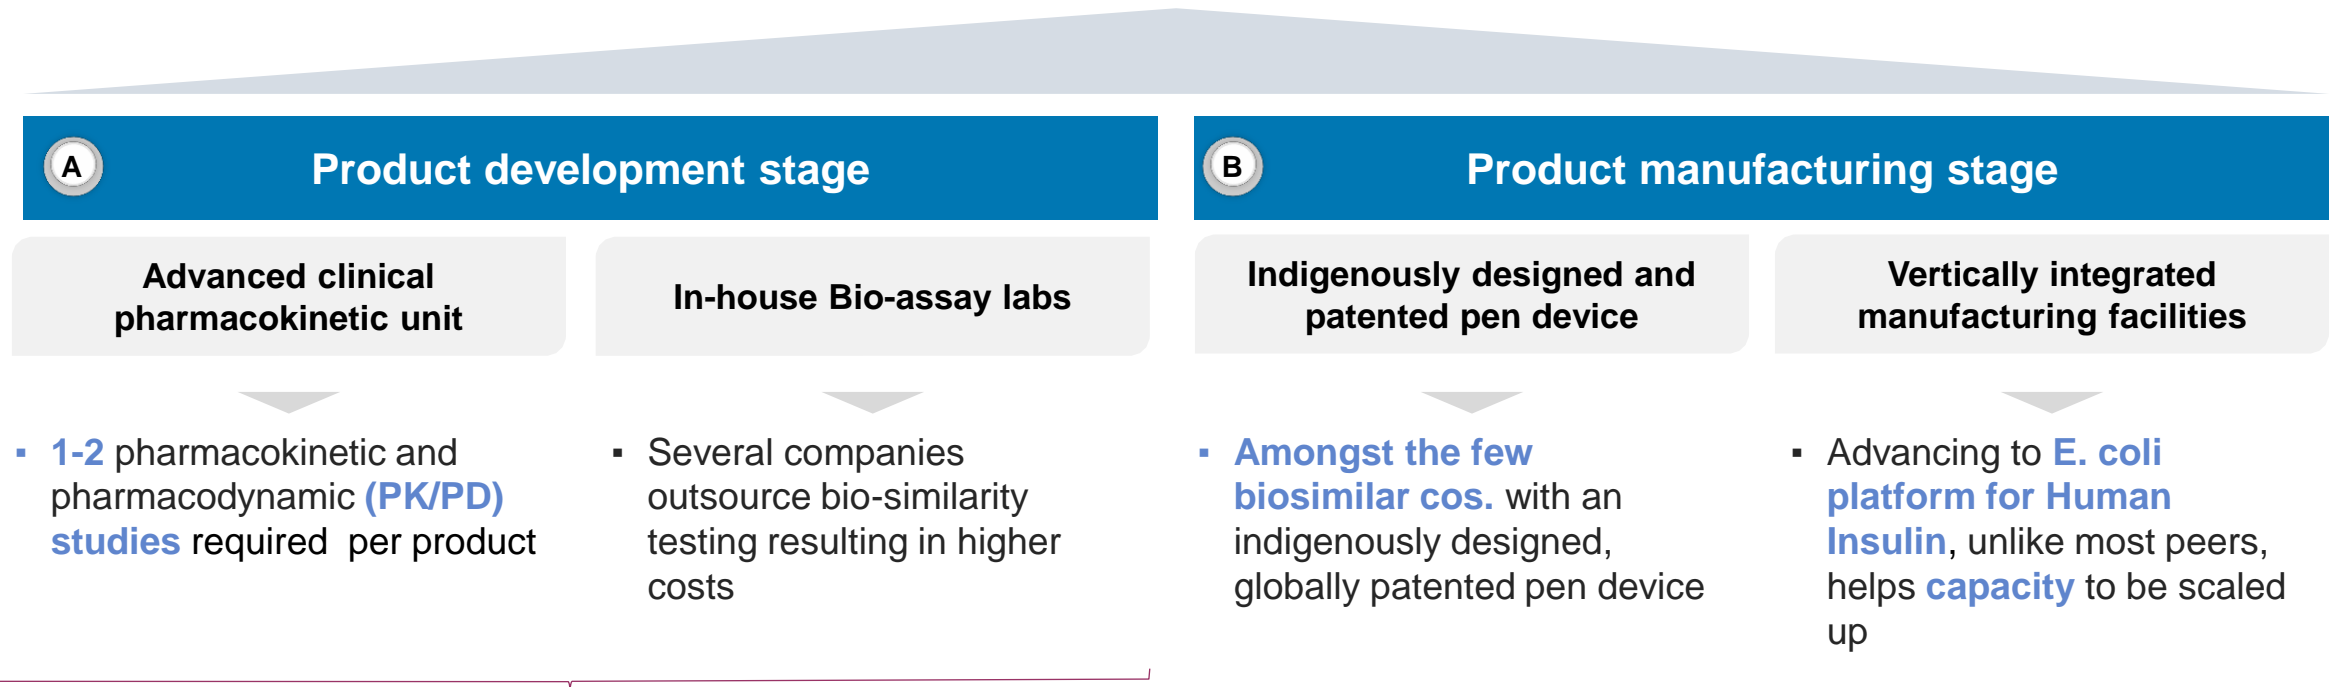 A
Product development stage
B
Product manufacturing stage
Advanced clinical
pharmacokinetic unit
In-house Bio-assay labs
Indigenously designed and
patented pen device
Vertically integrated
manufacturing facilities
▪ 1-2 pharmacokinetic and
pharmacodynamic (PK/PD)
studies required  per product
▪ Several companies
outsource bio-similarity
testing resulting in higher
costs
▪ Amongst the few
biosimilar cos. with an
indigenously designed,
globally patented pen device
▪ Advancing to E. coli
platform for Human
Insulin, unlike most peers,
helps capacity to be scaled
up